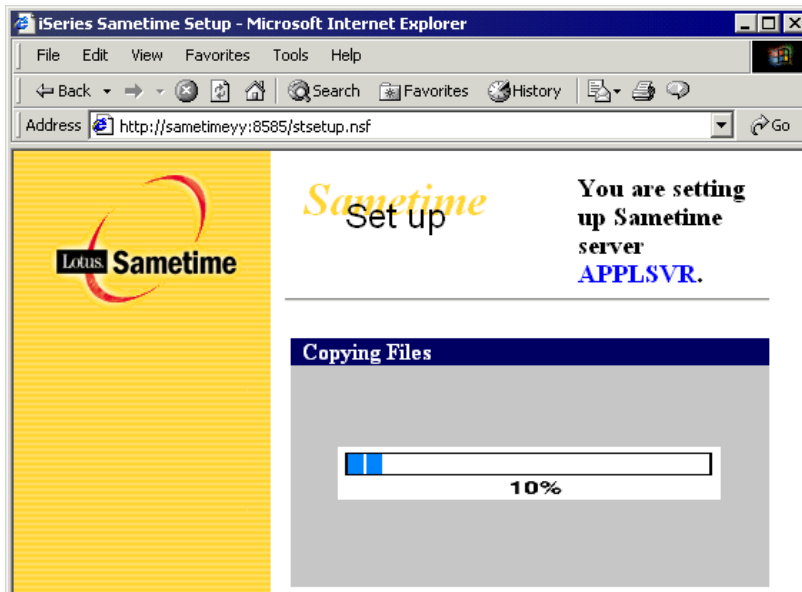 iSeries Sametime Setup - Microsoft Internet Explorer
File Edit View Favorites Tools Help
Back Search Favorites History
Address http://sametimeyy:8585/stsetup.nsf Go
Lotus Sametime
Sametime
Set up
You are setting
up Sametime
server
APPLSVR.
Copying Files
10%